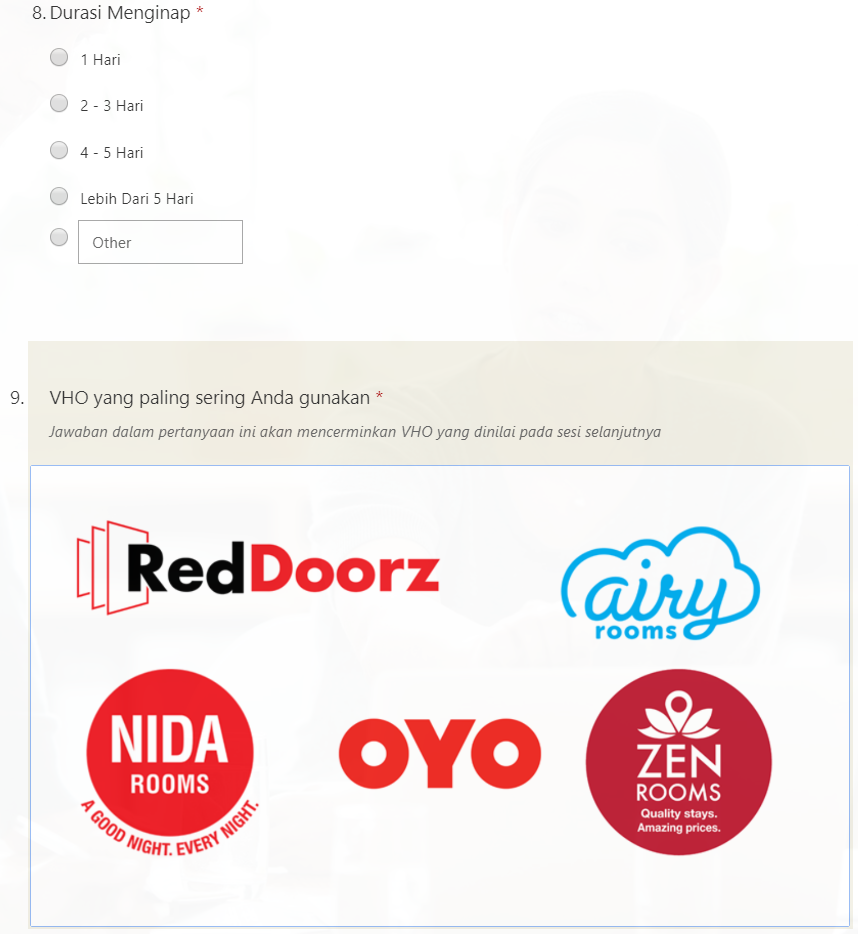 8. Durasi Menginap *
1 Hari
2 - 3 Hari
4 - 5 Hari
Lebih Dari 5 Hari
Other
9. VHO yang paling sering Anda gunakan *
Jawaban dalam pertanyaan ini akan mencerminkan VHO yang dinilai pada sesi selanjutnya
RedDoorz
airy
rooms
NIDA
ROOMS
A GOOD NIGHT. EVERY NIGHT.
OYO
ZEN
ROOMS
Quality stays.
Amazing prices.